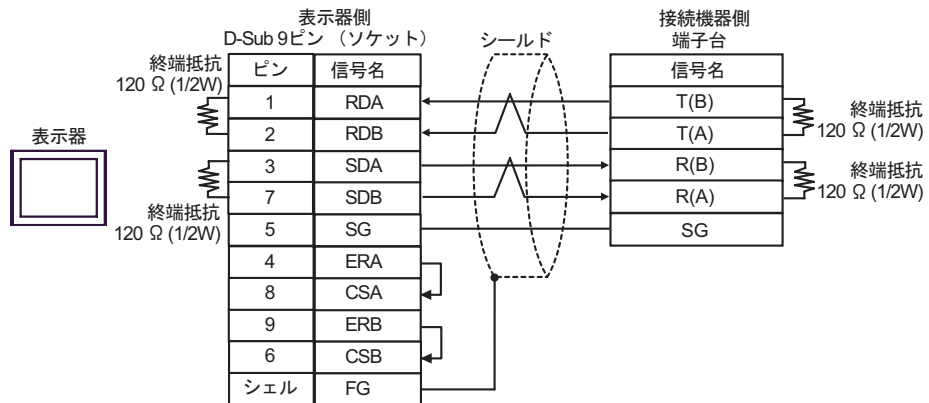 表示器側
D-Sub 9ピン （ソケット）
シールド
接続機器側
端子台
終端抵抗
120 Ω (1/2W)
ピン 信号名
1 RDA
2 RDB
3 SDA
7 SDB
5 SG
4 ERA
8 CSA
9 ERB
6 CSB
シェル FG
表示器
終端抵抗
120 Ω (1/2W)
信号名
T(B)
T(A)
R(B)
R(A)
SG
終端抵抗
120 Ω (1/2W)
終端抵抗
120 Ω (1/2W)